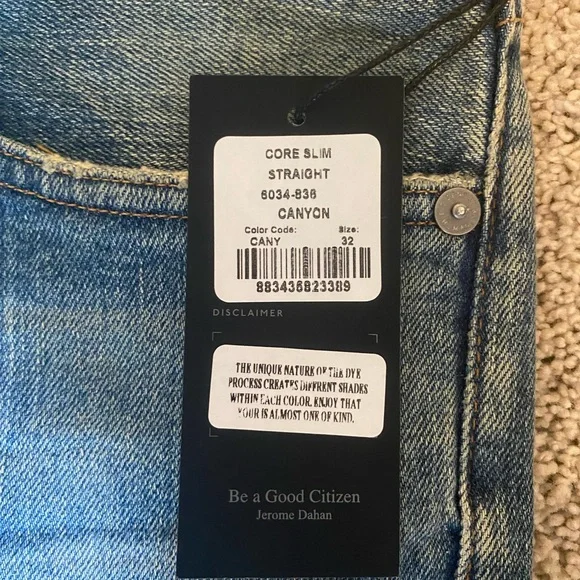 CORE SLIM
STRAIGHT
6034-836
CANYON
Color Code: Size:
CANY 32
883436823389
DISCLAIMER
THE UNIQUE NATURE OF THE DYE
PROCESS CREATES DIFFRENT SHADES
WITHIN EACH COLOR. ENJOY THAT
YOUR IS ALMOST ONE OF KIND.
Be a Good Citizen
Jerome Dahan